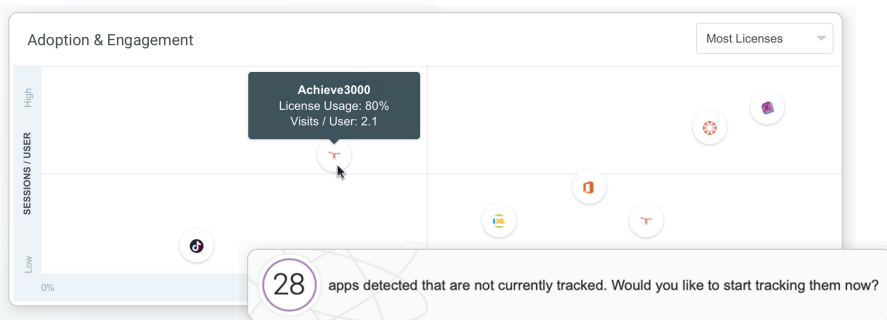 Adoption & Engagement
Most Licenses
Achieve3000
License Usage: 80%
Visits / User: 2.1
High
SESSIONS / USER
Low
0%
28
apps detected that are not currently tracked. Would you like to start tracking them now?